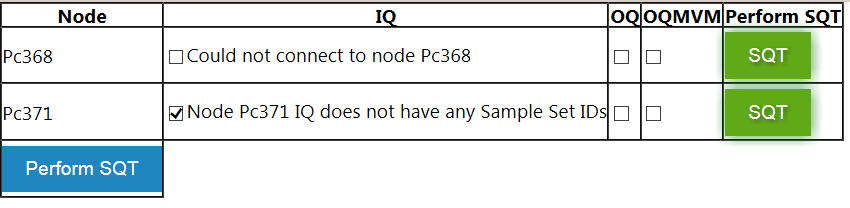 Node IQ OQ OQMVM Perform SQT
Pc368 Could not connect to node Pc368 SQT
Pc371 Node Pc371 IQ does not have any Sample Set IDs SQT
Perform SQT